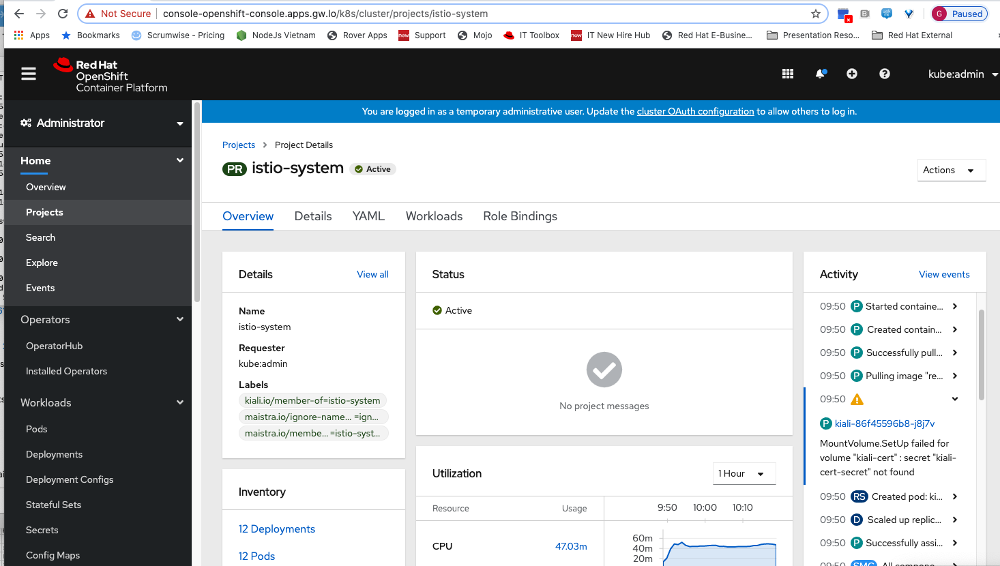 Not Secure console-openshift-console.apps.gw.io/k8s/cluster/projects/istio-system
G Paused
Apps Bookmarks Scrumwise - Pricing NodeJs Vietnam Rover Apps now Support Mojo IT Toolbox now IT New Hire Hub Red Hat E-Busine... Presentation Reso... Red Hat External
Red Hat
OpenShift
Container Platform
kube:admin
You are logged in as a temporary administrative user. Update the cluster OAuth configuration to allow others to log in.
Administrator
Home
Overview
Projects
Search
Explore
Events
Operators
OperatorHub
Installed Operators
Workloads
Pods
Deployments
Deployment Configs
Stateful Sets
Secrets
Config Maps
Projects > Project Details
PR istio-system Active
Actions
Overview Details YAML Workloads Role Bindings
Details View all
Name
istio-system
Requester
kube:admin
Labels
kiali.io/member-of=istio-system
maistra.io/ignore-name... =ign...
maistra.io/membe... =istio-syst...
Inventory
12 Deployments
12 Pods
Status
Active
No project messages
Utilization 1 Hour
Resource Usage 9:50 10:00 10:10
CPU 47.03m
60m
40m
20m
Activity View events
09:50 P Started containe...
09:50 P Created contain...
09:50 P Successfully pull...
09:50 P Pulling image "re...
09:50
P kiali-86f45596b8-j8j7v
MountVolume.SetUp failed for
volume "kiali-cert" : secret "kiali-
cert-secret" not found
09:50 RS Created pod: ki...
09:50 D Scaled up replic...
09:50 P Successfully assi...
09:50 SMC All compone...